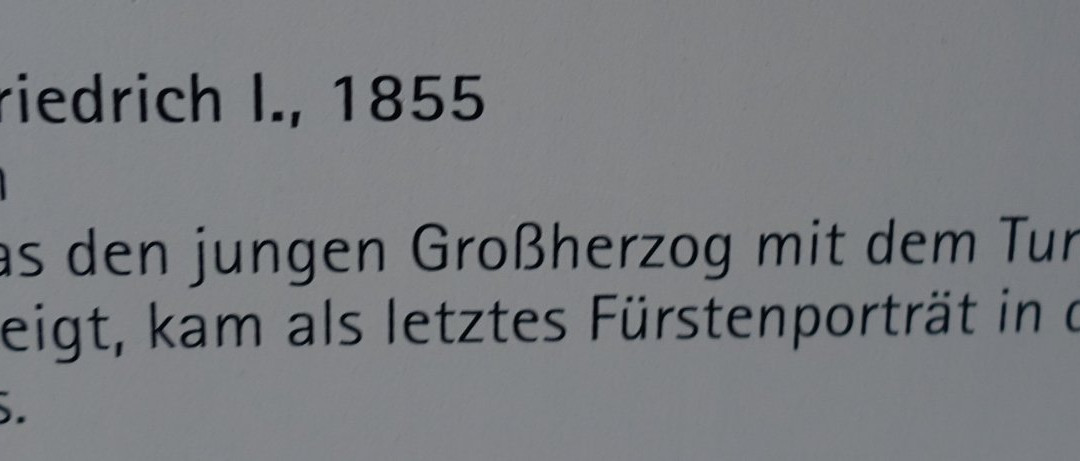 riedrich I., 1855
as den jungen Großherzog mit dem Tur
eigt, kam als letztes Fürstenporträt in d
s.